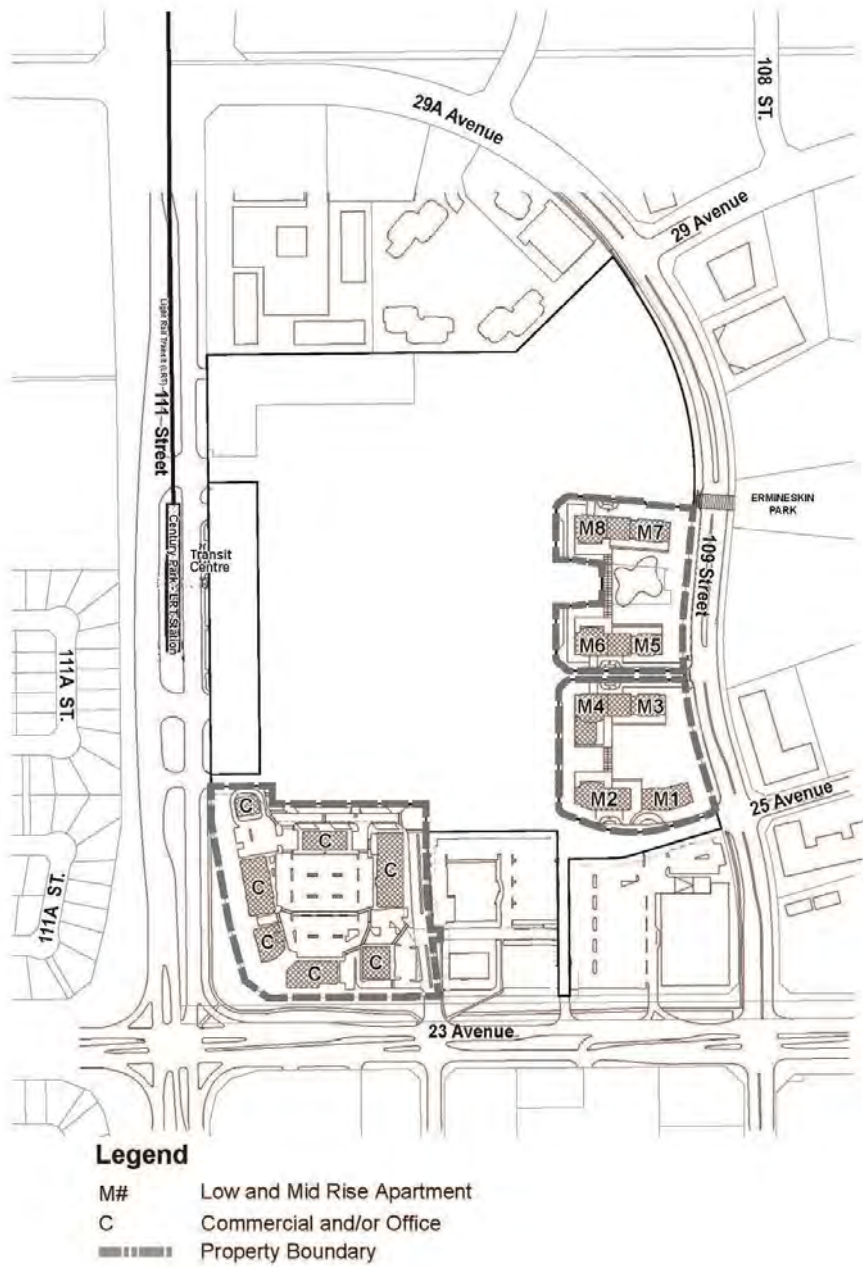 108 ST.
29A Avenue
29 Avenue
Light Rail Transit (LRT)
111 Street
Century Park - LRT Station
Transit
Centre
ERMINESKIN
PARK
M8
M7
109 Street
M6
M5
111A ST.
M4
M3
M2
M1
25 Avenue
C
C
C
C
C
C
C
111A ST.
23 Avenue
Legend
M# Low and Mid Rise Apartment
C Commercial and/or Office
Property Boundary